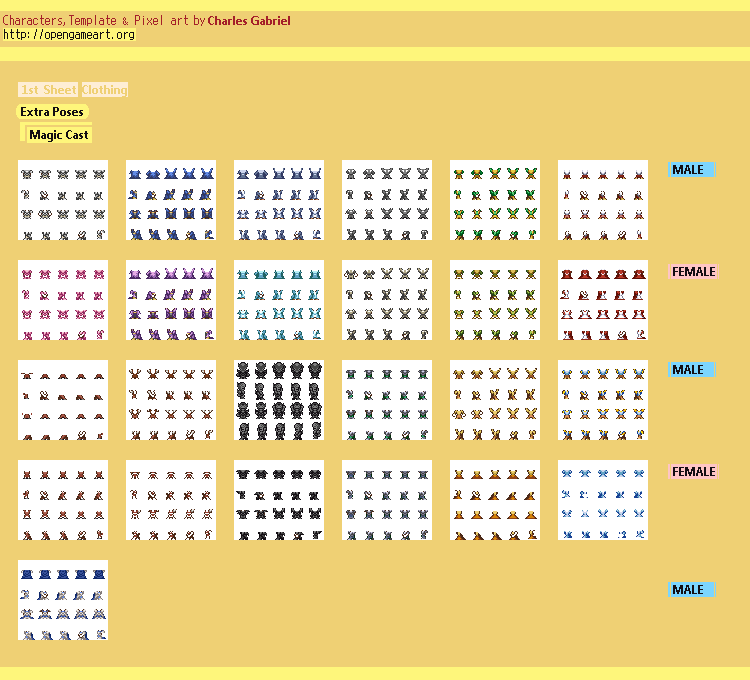 Characters, Template & Pixel art by Charles Gabriel
http://opengameart.org
1st Sheet Clothing
Extra Poses
Magic Cast
MALE
FEMALE
MALE
FEMALE
MALE